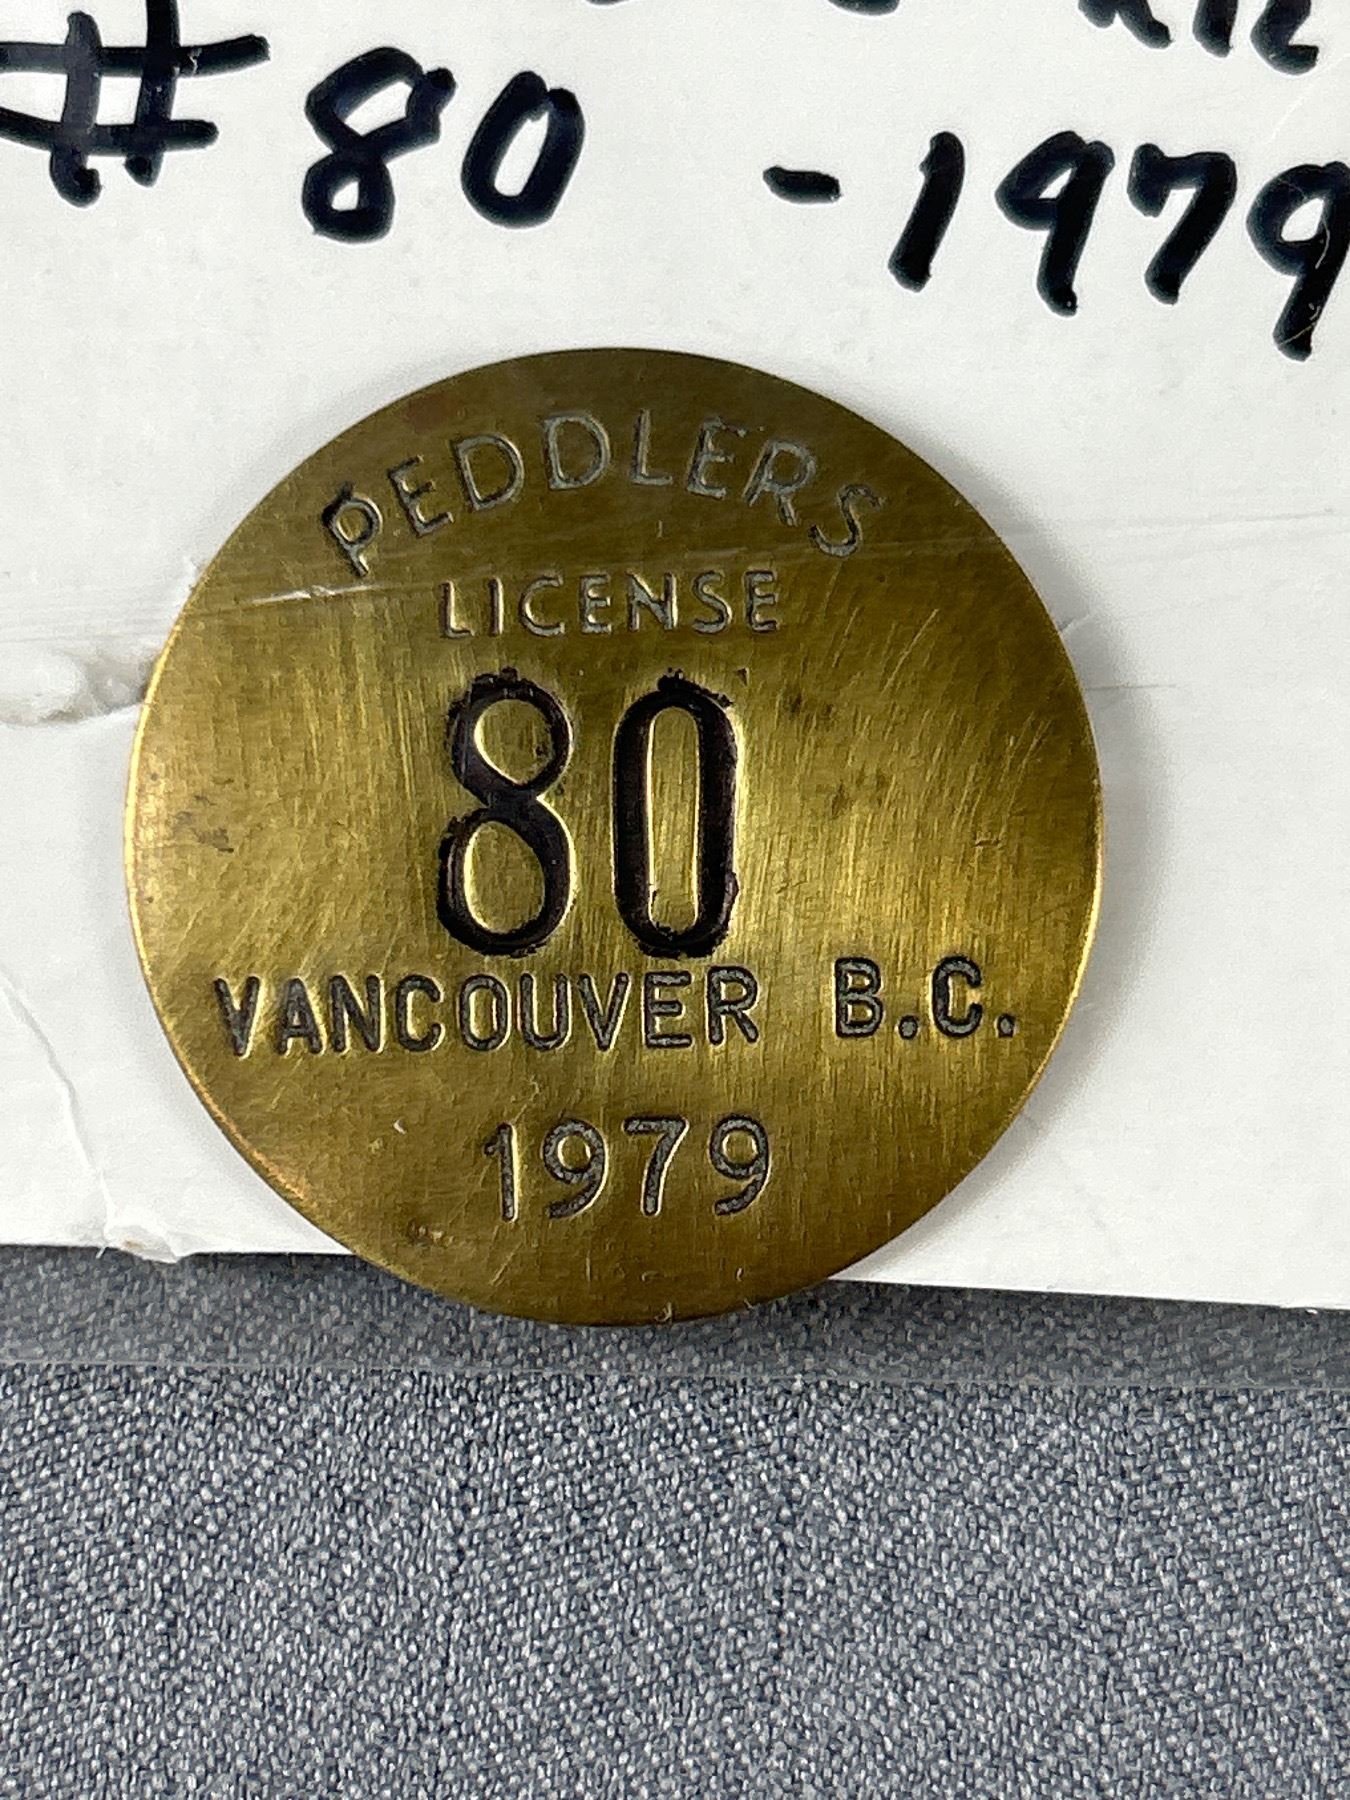 #80 -1979
PEDDLERS
LICENSE
80
VANCOUVER B.C.
1979